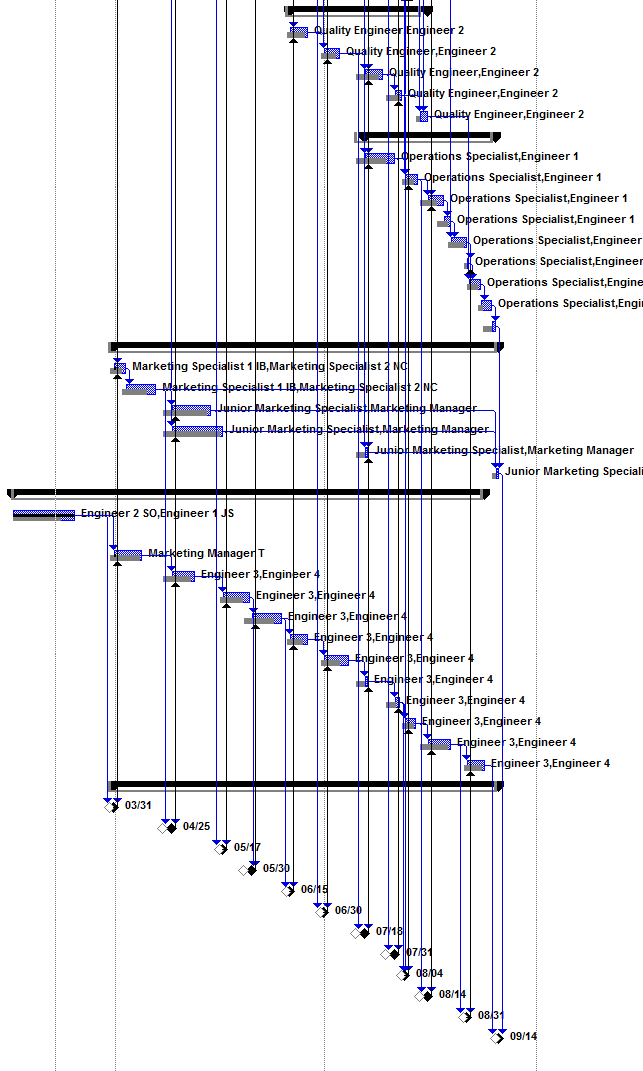 Quality Engineer,Engineer 2
Quality Engineer,Engineer 2
Quality Engineer,Engineer 2
Quality Engineer,Engineer 2
Quality Engineer,Engineer 2
Operations Specialist,Engineer 1
Operations Specialist,Engineer 1
Operations Specialist,Engineer 1
Operations Specialist,Engineer 1
Operations Specialist,Engineer
Operations Specialist,Enginee
Operations Specialist,Engine
Operations Specialist,Engi
Marketing Specialist 1 IB,Marketing Specialist 2 NC
Marketing Specialist 1 IB,Marketing Specialist 2 NC
Junior Marketing Specialist,Marketing Manager
Junior Marketing Specialist,Marketing Manager
Junior Marketing Specialist,Marketing Manager
Junior Marketing Speciali
Engineer 2 SO,Engineer 1 JS
Marketing Manager T
Engineer 3,Engineer 4
Engineer 3,Engineer 4
Engineer 3,Engineer 4
Engineer 3,Engineer 4
Engineer 3,Engineer 4
Engineer 3,Engineer 4
Engineer 3,Engineer 4
Engineer 3,Engineer 4
Engineer 3,Engineer 4
Engineer 3,Engineer 4
03/31
04/25
05/17
05/30
06/15
06/30
07/18
07/31
08/04
08/14
08/31
09/14